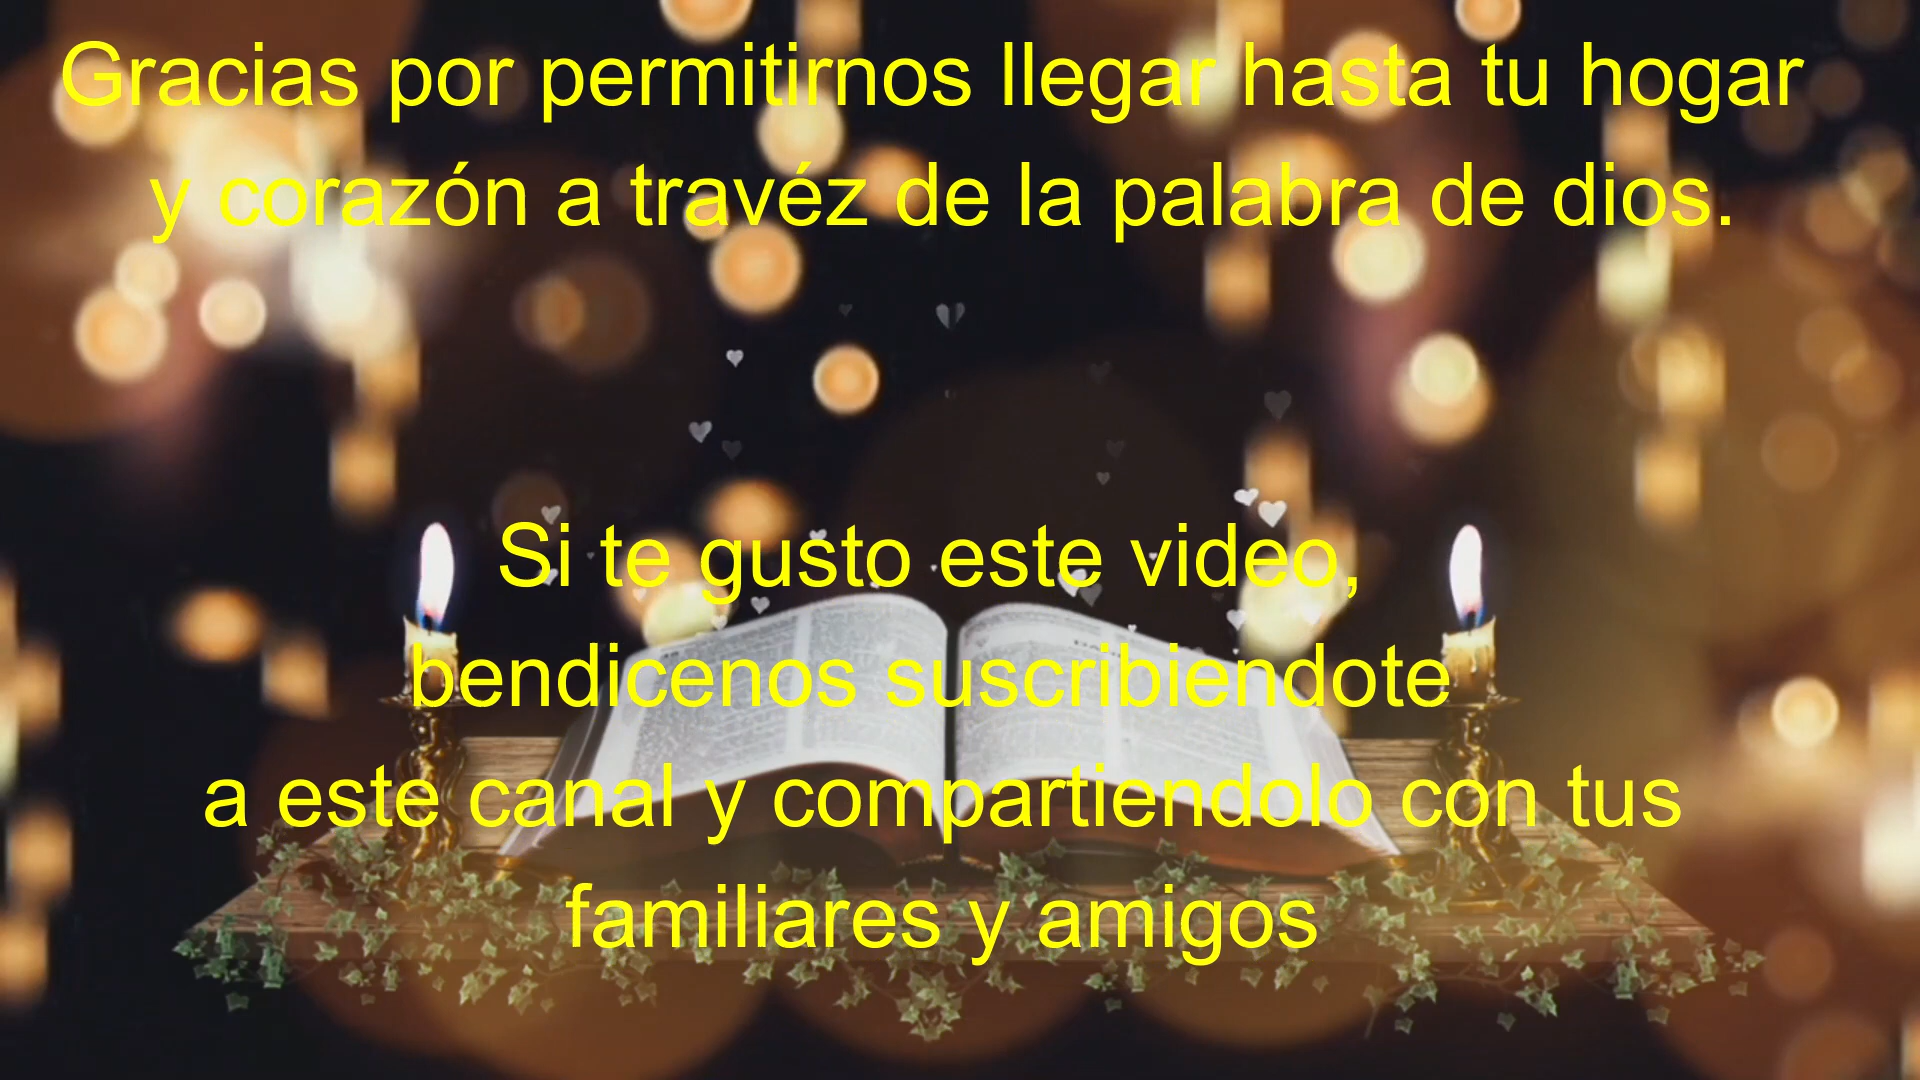 Gracias por permitirnos llegar hasta tu hogar
y corazón a travéz de la palabra de dios.
Si te gusto este video,
bendicenos suscribiendote
a este canal y compartiendolo con tus
familiares y amigos